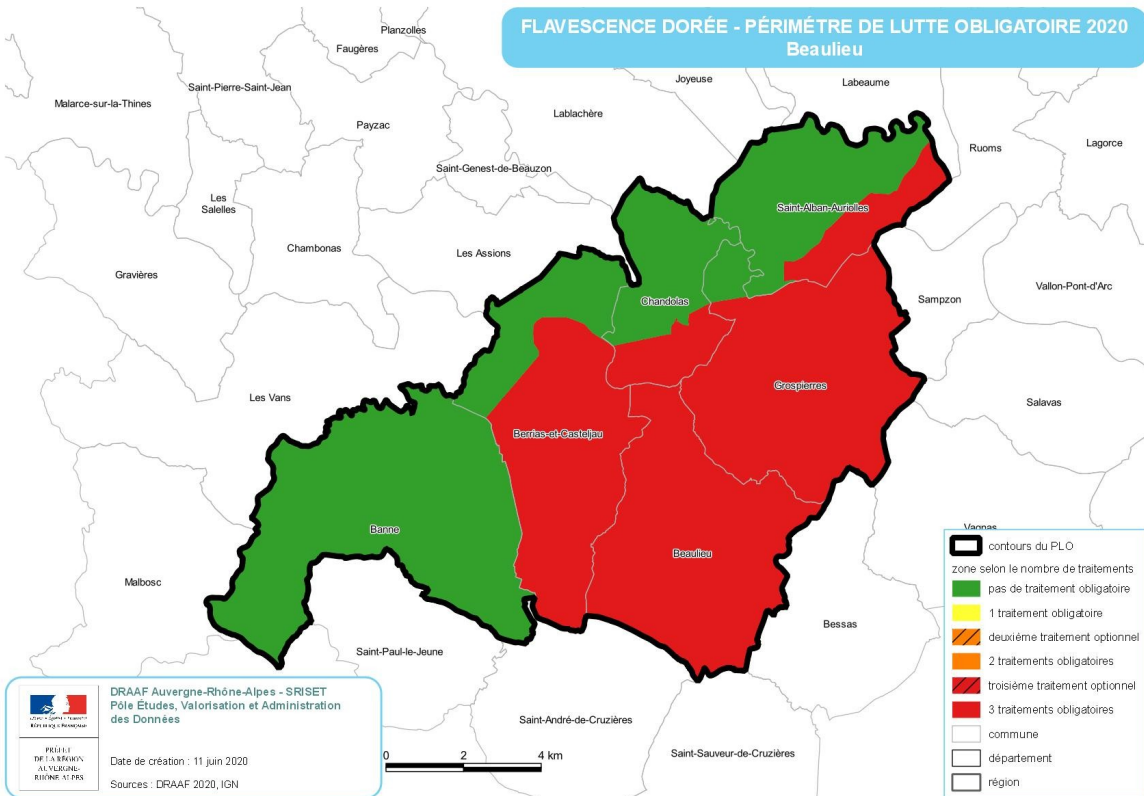 FLAVESCENCE DORÉE - PÉRIMÉTRE DE LUTTE OBLIGATOIRE 2020
Beaulieu
Planzolles
Faugères
Joyeuse
Labeaume
Saint-Pierre-Saint-Jean
Malarce-sur-la-Thines
Lablachère
Payzac
Ruoms
Lagorce
Saint-Genest-de-Beauzon
Les
Salelles
Saint-Alban-Auriolles
Chambonas
Les Assions
Gravières
Vallon-Pont-d'Arc
Sampzon
Chandolas
Grospierres
Les Vans
Salavas
Berrias-et-Casteljau
Banne
Vagnas
Beaulieu
Malbosc
Bessas
Saint-Paul-le-Jeune
Saint-André-de-Cruzières
Saint-Sauveur-de-Cruzières
contours du PLO
zone selon le nombre de traitements
pas de traitement obligatoire
1 traitement obligatoire
deuxiéme traitement optionnel
2 traitements obligatoires
troisième traitement optionnel
3 traitements obligatoires
commune
département
région
RÉPUBLIQUE FRANÇAISE
PRÉFET
DE LA RÉGION
AUVERGNE-
RHÔNE-ALPES
DRAAF Auvergne-Rhône-Alpes - SRISET
Pôle Études, Valorisation et Administration
des Données
Date de création : 11 juin 2020
Sources : DRAAF 2020, IGN
0 2 4 km